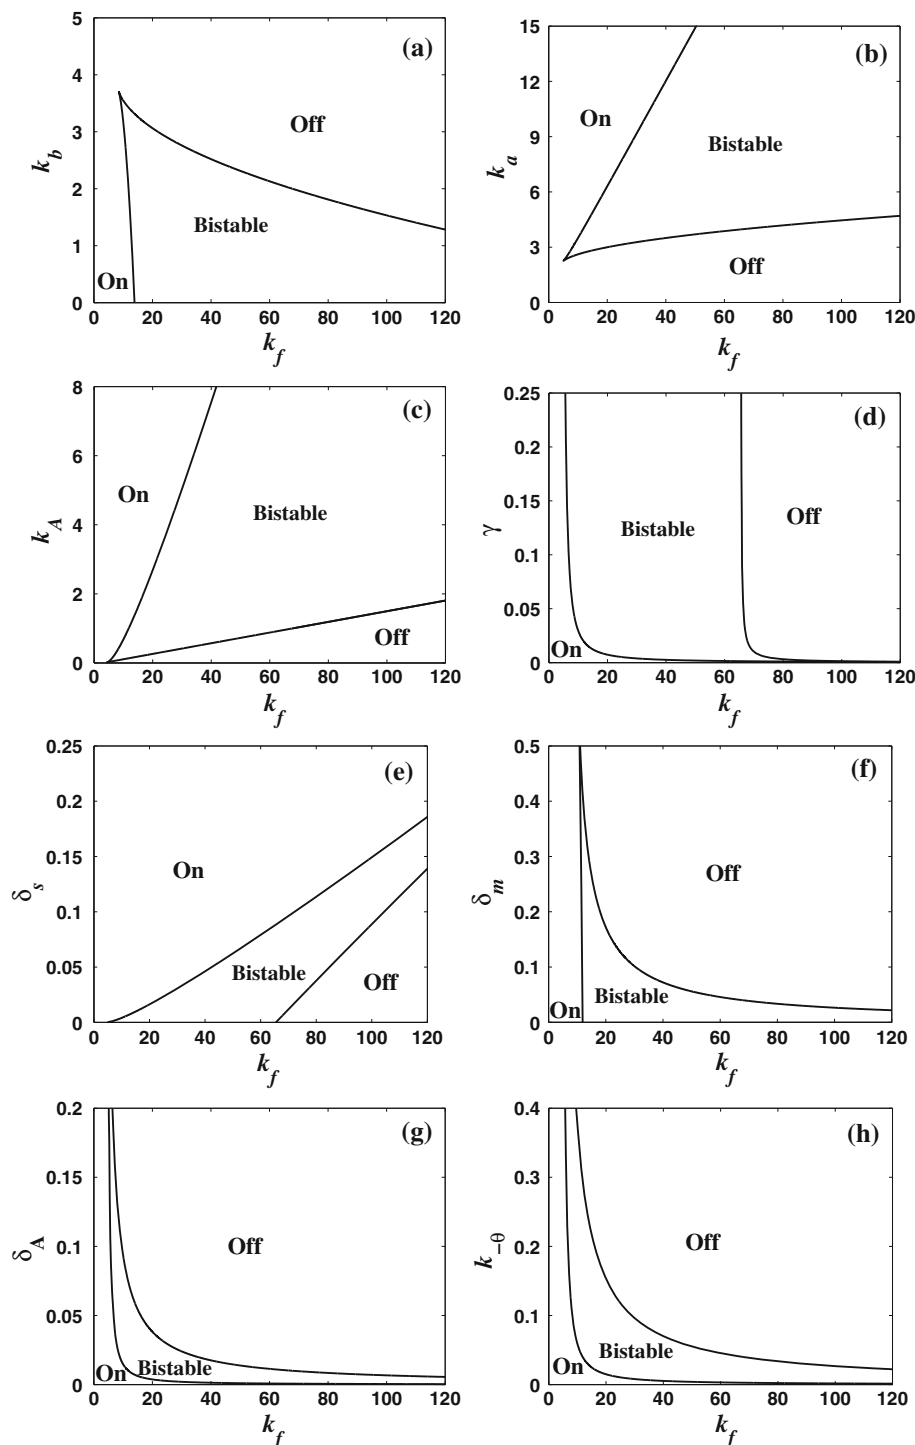 (a)
5
4
3
2
1
0
k_b
Off
Bistable
On
0 20 40 60 80 100 120
k_f
(b)
15
12
9
6
3
0
k_a
On
Bistable
Off
0 20 40 60 80 100 120
k_f
(c)
8
6
4
2
0
k_A
On
Bistable
Off
0 20 40 60 80 100 120
k_f
(d)
0.25
0.2
0.15
0.1
0.05
0
γ
Bistable
Off
On
0 20 40 60 80 100 120
k_f
(e)
0.25
0.2
0.15
0.1
0.05
0
δ_s
On
Bistable
Off
0 20 40 60 80 100 120
k_f
(f)
0.5
0.4
0.3
0.2
0.1
0
δ_m
Off
Bistable
On
0 20 40 60 80 100 120
k_f
(g)
0.2
0.15
0.1
0.05
0
δ_A
Off
Bistable
On
0 20 40 60 80 100 120
k_f
(h)
0.4
0.3
0.2
0.1
0
k_−θ
Off
Bistable
On
0 20 40 60 80 100 120
k_f